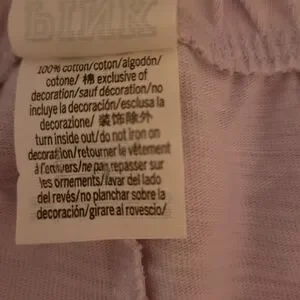 100% cotton/coton/algodón/
cotone/ 棉 exclusive of
decoration/sauf décoration/no
incluye la decoración/esclusa la
decorazione/ 装饰除外
turn inside out/do not iron on
decoration/retourner le vêtement
à l'envers/ne pas repasser sur
les ornements/lavar del lado
del revés/no planchar sobre la
decoración/girare al rovescio/